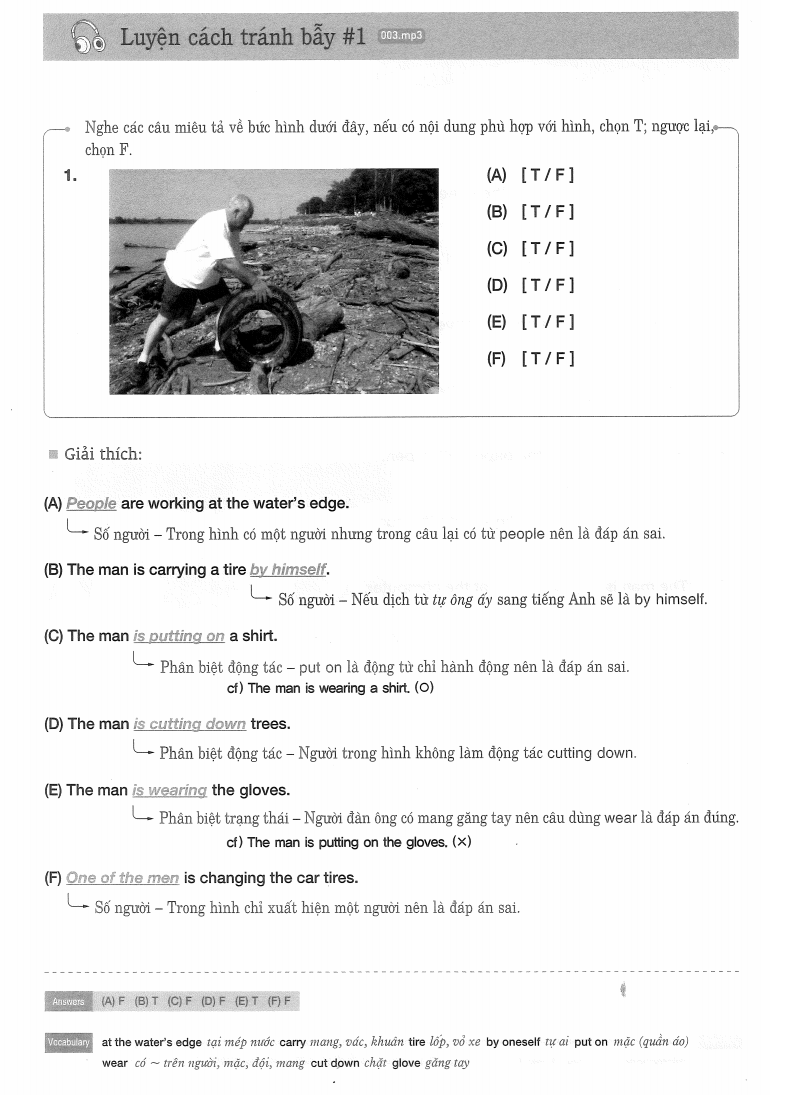 Luyện cách tránh bẫy #1 003.mp3
Nghe các câu miêu tả về bức hình dưới đây, nếu có nội dung phù hợp với hình, chọn T; ngược lại,
chọn F.
1.
(A) [ T / F ]
(B) [ T / F ]
(C) [ T / F ]
(D) [ T / F ]
(E) [ T / F ]
(F) [ T / F ]
Giải thích:
(A) People are working at the water's edge.
Số người – Trong hình có một người nhưng trong câu lại có từ people nên là đáp án sai.
(B) The man is carrying a tire by himself.
Số người – Nếu dịch từ tự ông ấy sang tiếng Anh sẽ là by himself.
(C) The man is putting on a shirt.
Phân biệt động tác – put on là động từ chỉ hành động nên là đáp án sai.
cf) The man is wearing a shirt. (O)
(D) The man is cutting down trees.
Phân biệt động tác – Người trong hình không làm động tác cutting down.
(E) The man is wearing the gloves.
Phân biệt trạng thái – Người đàn ông có mang găng tay nên câu dùng wear là đáp án đúng.
cf) The man is putting on the gloves. (×)
(F) One of the men is changing the car tires.
Số người – Trong hình chỉ xuất hiện một người nên là đáp án sai.
Answers (A) F (B) T (C) F (D) F (E) T (F) F
Vocabulary at the water's edge tại mép nước carry mang, vác, khuân tire lốp, vỏ xe by oneself tự ai put on mặc (quần áo)
wear có ~ trên người, mặc, đội, mang cut down chặt glove găng tay